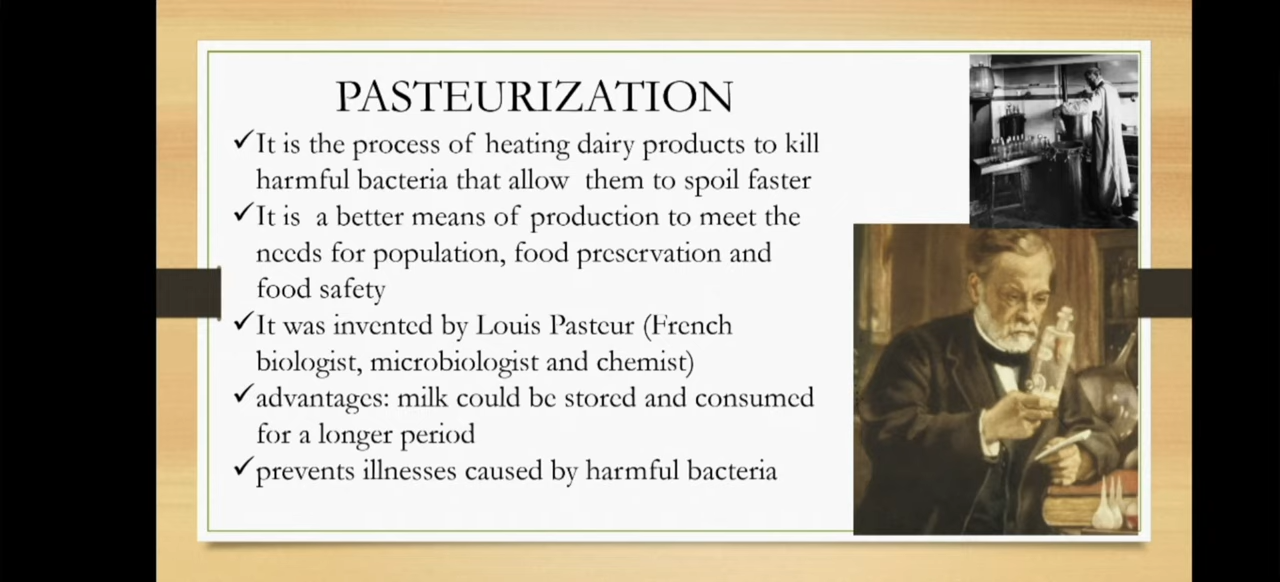 PASTEURIZATION
✓It is the process of heating dairy products to kill
harmful bacteria that allow them to spoil faster
✓It is a better means of production to meet the
needs for population, food preservation and
food safety
✓It was invented by Louis Pasteur (French
biologist, microbiologist and chemist)
✓advantages: milk could be stored and consumed
for a longer period
✓prevents illnesses caused by harmful bacteria